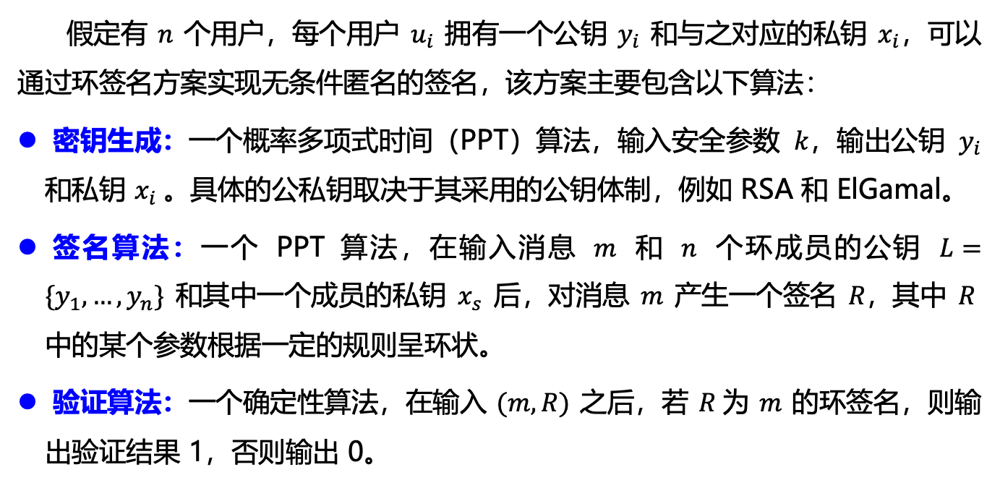 假定有 n 个用户，每个用户 uᵢ 拥有一个公钥 yᵢ 和与之对应的私钥 xᵢ，可以
通过环签名方案实现无条件匿名的签名，该方案主要包含以下算法：
● 密钥生成：一个概率多项式时间（PPT）算法，输入安全参数 k，输出公钥 yᵢ
和私钥 xᵢ 。具体的公私钥取决于其采用的公钥体制，例如 RSA 和 ElGamal。
● 签名算法：一个 PPT 算法，在输入消息 m 和 n 个环成员的公钥 L =
{y₁, ... , yₙ} 和其中一个成员的私钥 xₛ 后，对消息 m 产生一个签名 R，其中 R
中的某个参数根据一定的规则呈环状。
● 验证算法：一个确定性算法，在输入 (m, R) 之后，若 R 为 m 的环签名，则输
出验证结果 1，否则输出 0。